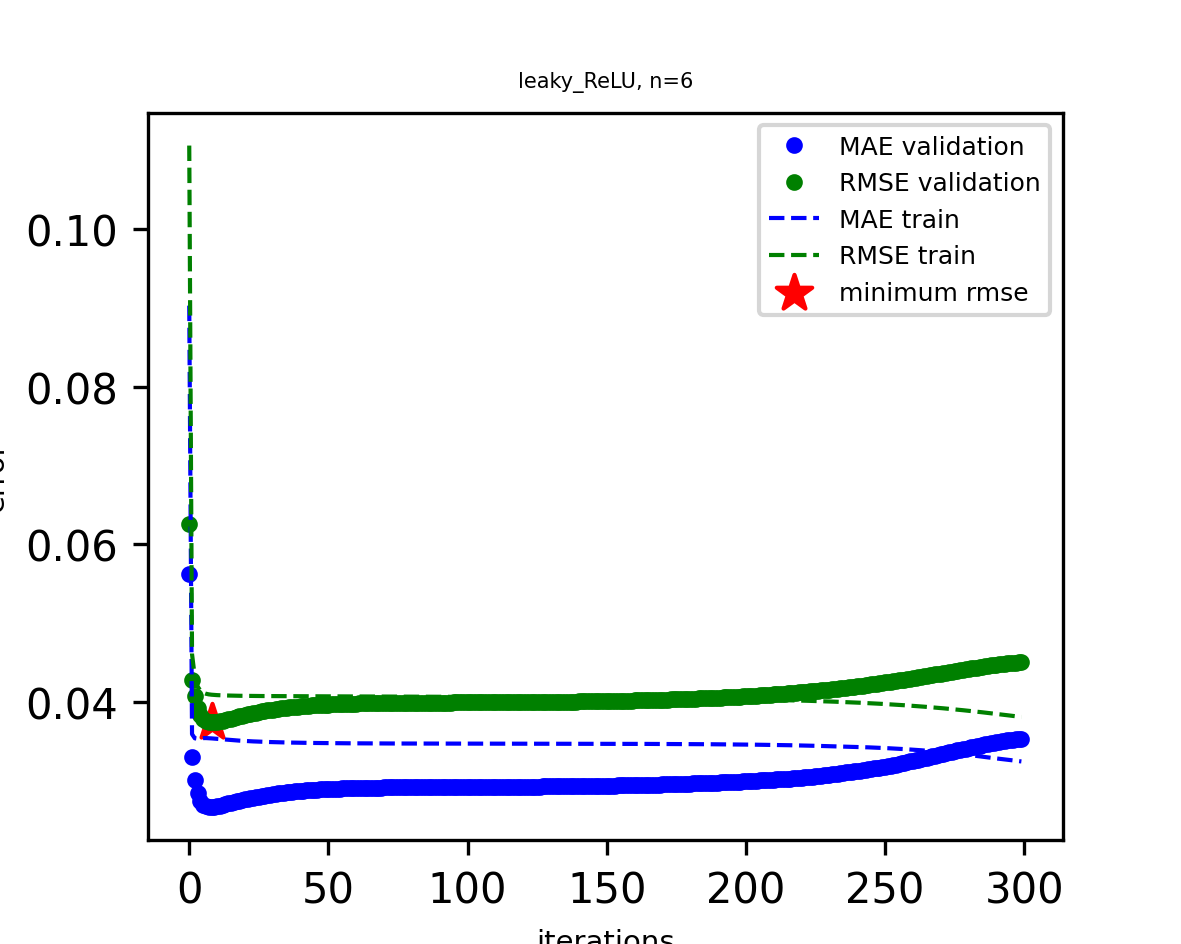 leaky_ReLU, n=6
MAE validation
RMSE validation
MAE train
RMSE train
minimum rmse
0.10
0.08
0.06
0.04
0 50 100 150 200 250 300
iterations